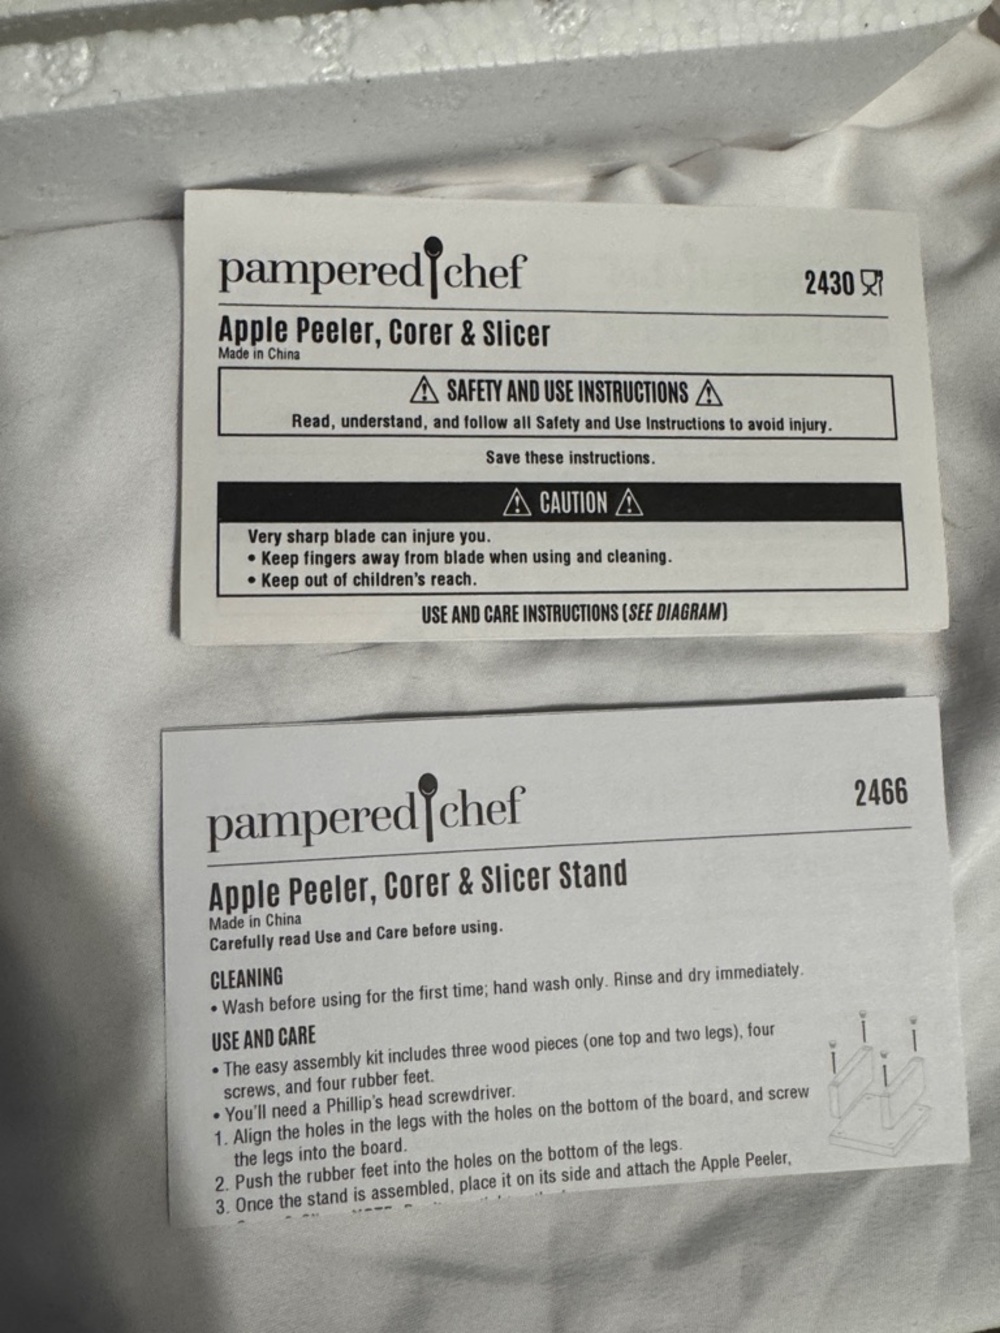 pampered chef
2430
Apple Peeler, Corer & Slicer
Made in China
SAFETY AND USE INSTRUCTIONS
Read, understand, and follow all Safety and Use Instructions to avoid injury.
Save these instructions.
CAUTION
Very sharp blade can injure you.
• Keep fingers away from blade when using and cleaning.
• Keep out of children's reach.
USE AND CARE INSTRUCTIONS (SEE DIAGRAM)
pampered chef
2466
Apple Peeler, Corer & Slicer Stand
Made in China
Carefully read Use and Care before using.
CLEANING
• Wash before using for the first time; hand wash only. Rinse and dry immediately.
USE AND CARE
• The easy assembly kit includes three wood pieces (one top and two legs), four
screws, and four rubber feet.
• You'll need a Phillip's head screwdriver.
1. Align the holes in the legs with the holes on the bottom of the board, and screw
the legs into the board.
2. Push the rubber feet into the holes on the bottom of the legs.
3. Once the stand is assembled, place it on its side and attach the Apple Peeler,